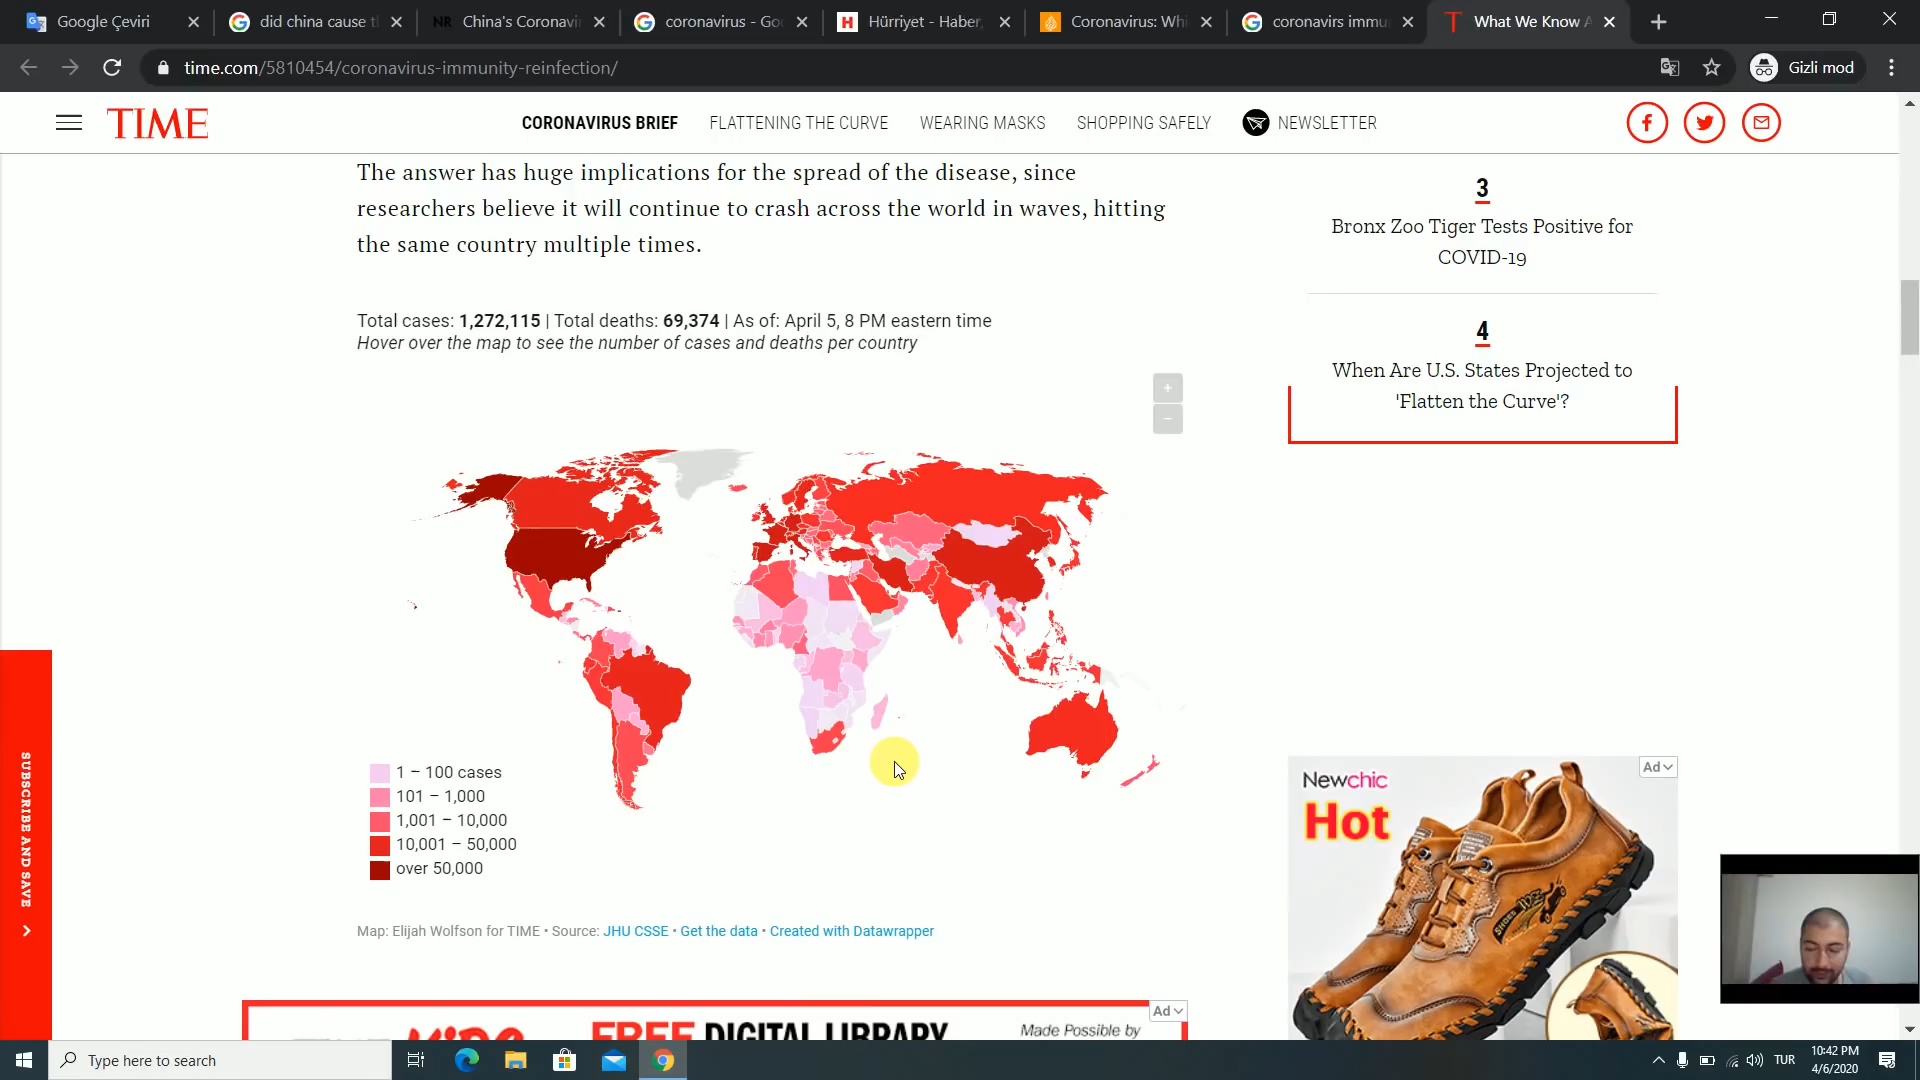 Google Çeviri
did china cause t
NR
China's Coronavir
coronavirus - Go
H
Hürriyet - Haber,
Coronavirus: Wh
coronavirs immu
T
What We Know A
time.com/5810454/coronavirus-immunity-reinfection/
Gizli mod
TIME
CORONAVIRUS BRIEF
FLATTENING THE CURVE
WEARING MASKS
SHOPPING SAFELY
NEWSLETTER
The answer has huge implications for the spread of the disease, since
researchers believe it will continue to crash across the world in waves, hitting
the same country multiple times.
Total cases: 1,272,115 | Total deaths: 69,374 | As of: April 5, 8 PM eastern time
Hover over the map to see the number of cases and deaths per country
+
−
1 – 100 cases
101 – 1,000
1,001 – 10,000
10,001 – 50,000
over 50,000
Map: Elijah Wolfson for TIME • Source: JHU CSSE • Get the data • Created with Datawrapper
3
Bronx Zoo Tiger Tests Positive for
COVID-19
4
When Are U.S. States Projected to
'Flatten the Curve'?
SUBSCRIBE AND SAVE
Ad
Newchic
Hot
Ad
FREE DIGITAL LIBRARY
Made Possible by
Type here to search
TUR
10:42 PM
4/6/2020